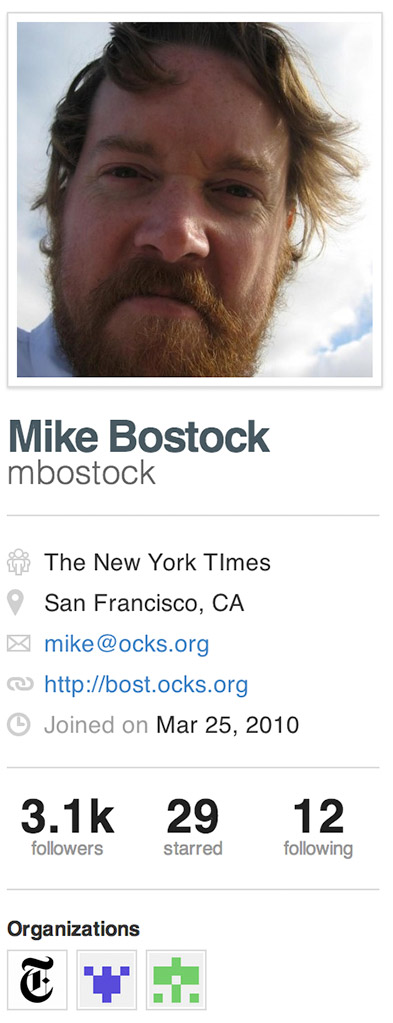 Mike Bostock
mbostock
The New York TImes
San Francisco, CA
mike@ocks.org
http://bost.ocks.org
Joined on Mar 25, 2010
3.1k 29 12
followers starred following
Organizations
T